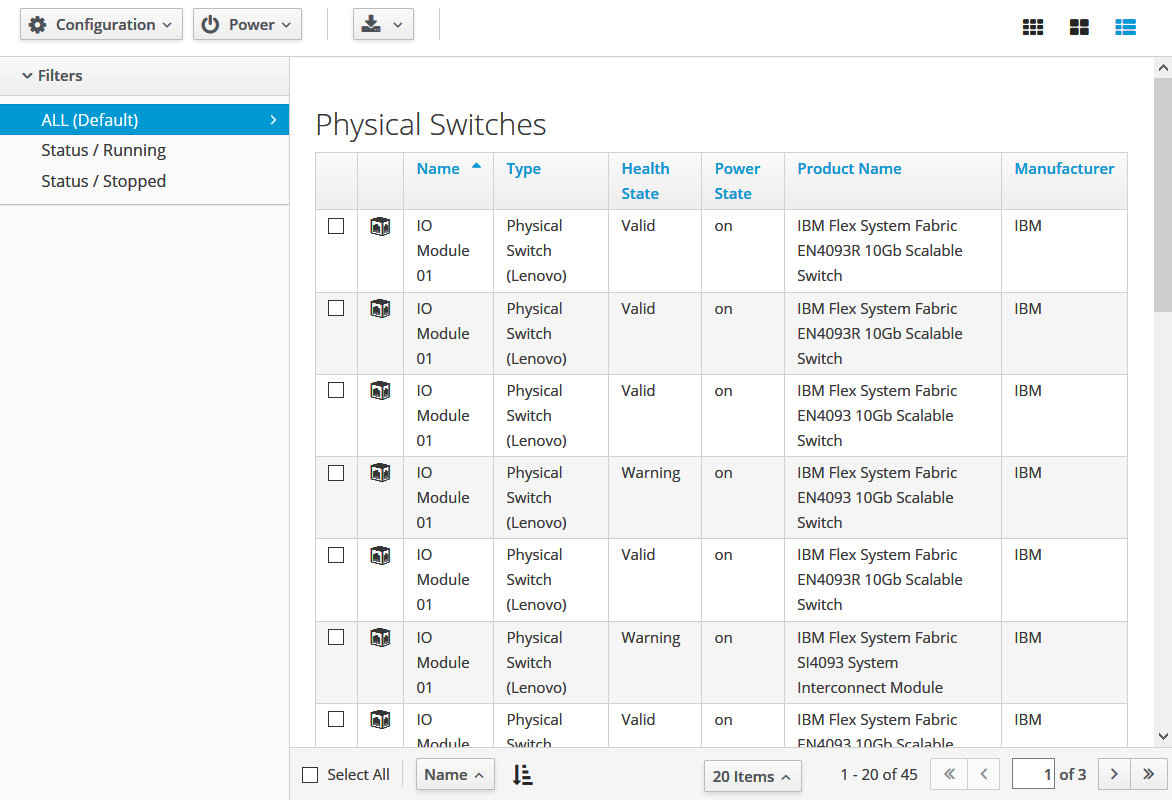 Configuration Power
Filters
ALL (Default)
Status / Running
Status / Stopped
Physical Switches
Name Type Health State Power State Product Name Manufacturer
IO Physical Valid on IBM Flex System Fabric IBM
Module Switch EN4093R 10Gb Scalable
01 (Lenovo) Switch
IO Physical Valid on IBM Flex System Fabric IBM
Module Switch EN4093R 10Gb Scalable
01 (Lenovo) Switch
IO Physical Valid on IBM Flex System Fabric IBM
Module Switch EN4093 10Gb Scalable
01 (Lenovo) Switch
IO Physical Warning on IBM Flex System Fabric IBM
Module Switch EN4093 10Gb Scalable
01 (Lenovo) Switch
IO Physical Valid on IBM Flex System Fabric IBM
Module Switch EN4093R 10Gb Scalable
01 (Lenovo) Switch
IO Physical Warning on IBM Flex System Fabric IBM
Module Switch SI4093 System
01 (Lenovo) Interconnect Module
IO Physical Valid on IBM Flex System Fabric IBM
Module Switch EN4093 10Gb Scalable
Select All Name 20 Items 1 - 20 of 45 1 of 3